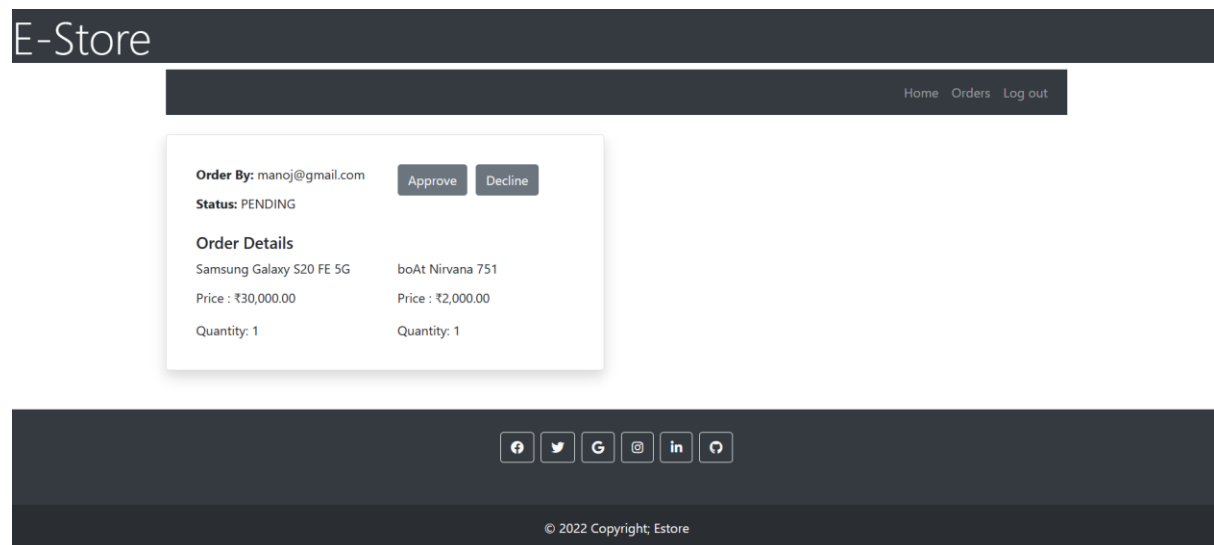 E-Store
Home Orders Log out
Order By: manoj@gmail.com
Approve Decline
Status: PENDING
Order Details
Samsung Galaxy S20 FE 5G boAt Nirvana 751
Price : ₹30,000.00 Price : ₹2,000.00
Quantity: 1 Quantity: 1
© 2022 Copyright; Estore